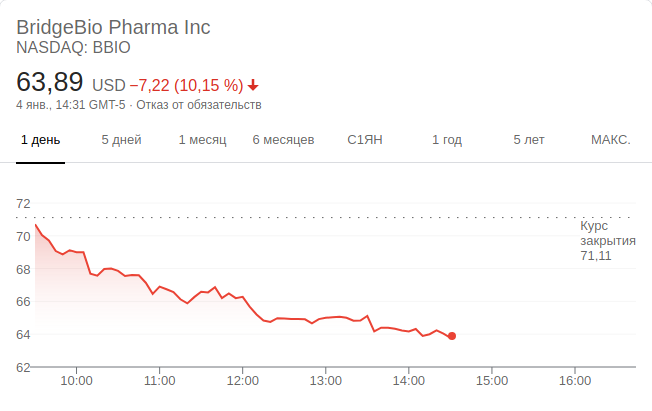 BridgeBio Pharma Inc
NASDAQ: BBIO
63,89 USD −7,22 (10,15 %)
4 янв., 14:31 GMT-5 · Отказ от обязательств
1 день 5 дней 1 месяц 6 месяцев С1ЯН 1 год 5 лет МАКС.
72
Курс
закрытия
71,11
70
68
66
64
62
10:00 11:00 12:00 13:00 14:00 15:00 16:00